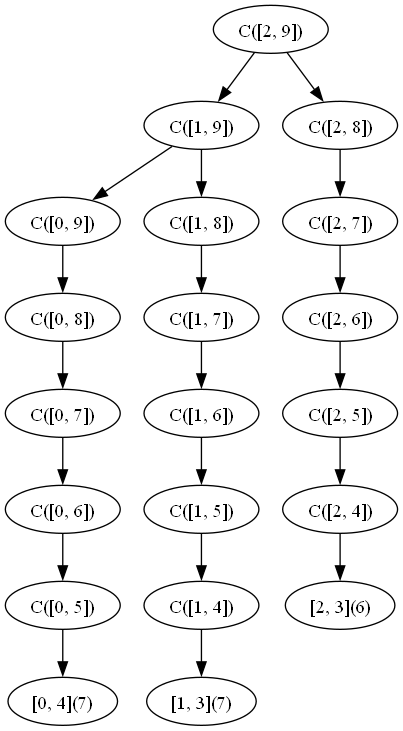 C([2, 9])
C([1, 9])
C([2, 8])
C([0, 9])
C([1, 8])
C([2, 7])
C([0, 8])
C([1, 7])
C([2, 6])
C([0, 7])
C([1, 6])
C([2, 5])
C([0, 6])
C([1, 5])
C([2, 4])
C([0, 5])
C([1, 4])
[2, 3](6)
[0, 4](7)
[1, 3](7)